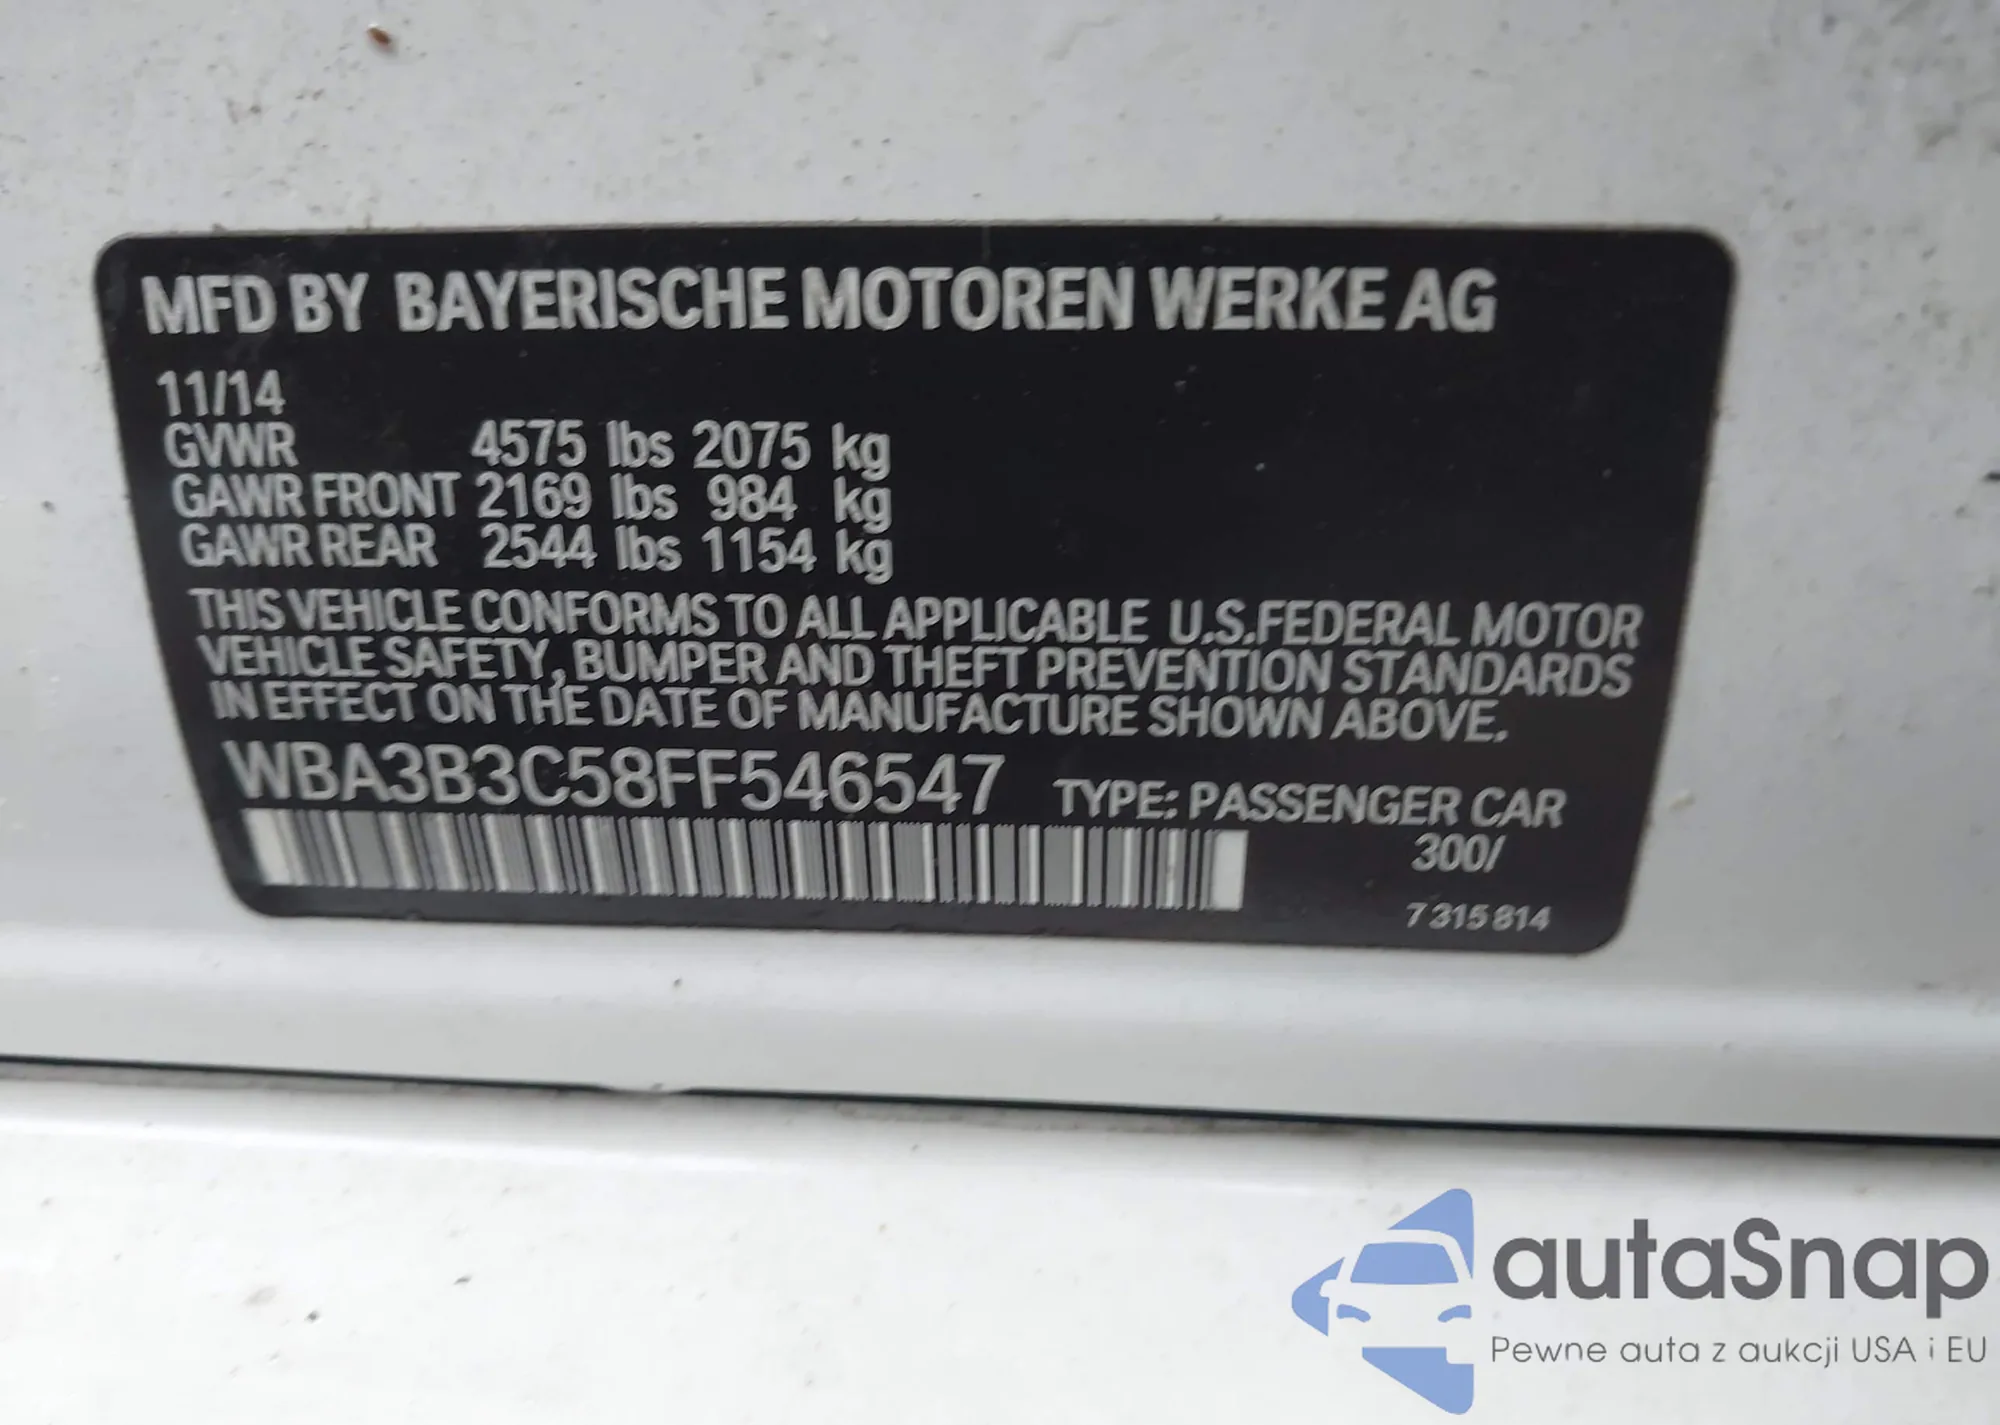 MFD BY BAYERISCHE MOTOREN WERKE AG
11/14
GVWR 4575 lbs 2075 kg
GAWR FRONT 2169 lbs 984 kg
GAWR REAR 2544 lbs 1154 kg
THIS VEHICLE CONFORMS TO ALL APPLICABLE U.S.FEDERAL MOTOR
VEHICLE SAFETY, BUMPER AND THEFT PREVENTION STANDARDS
IN EFFECT ON THE DATE OF MANUFACTURE SHOWN ABOVE.
WBA3B3C58FF546547 TYPE: PASSENGER CAR
300/
7 315 814
autaSnap
Pewne auta z aukcji USA i EU